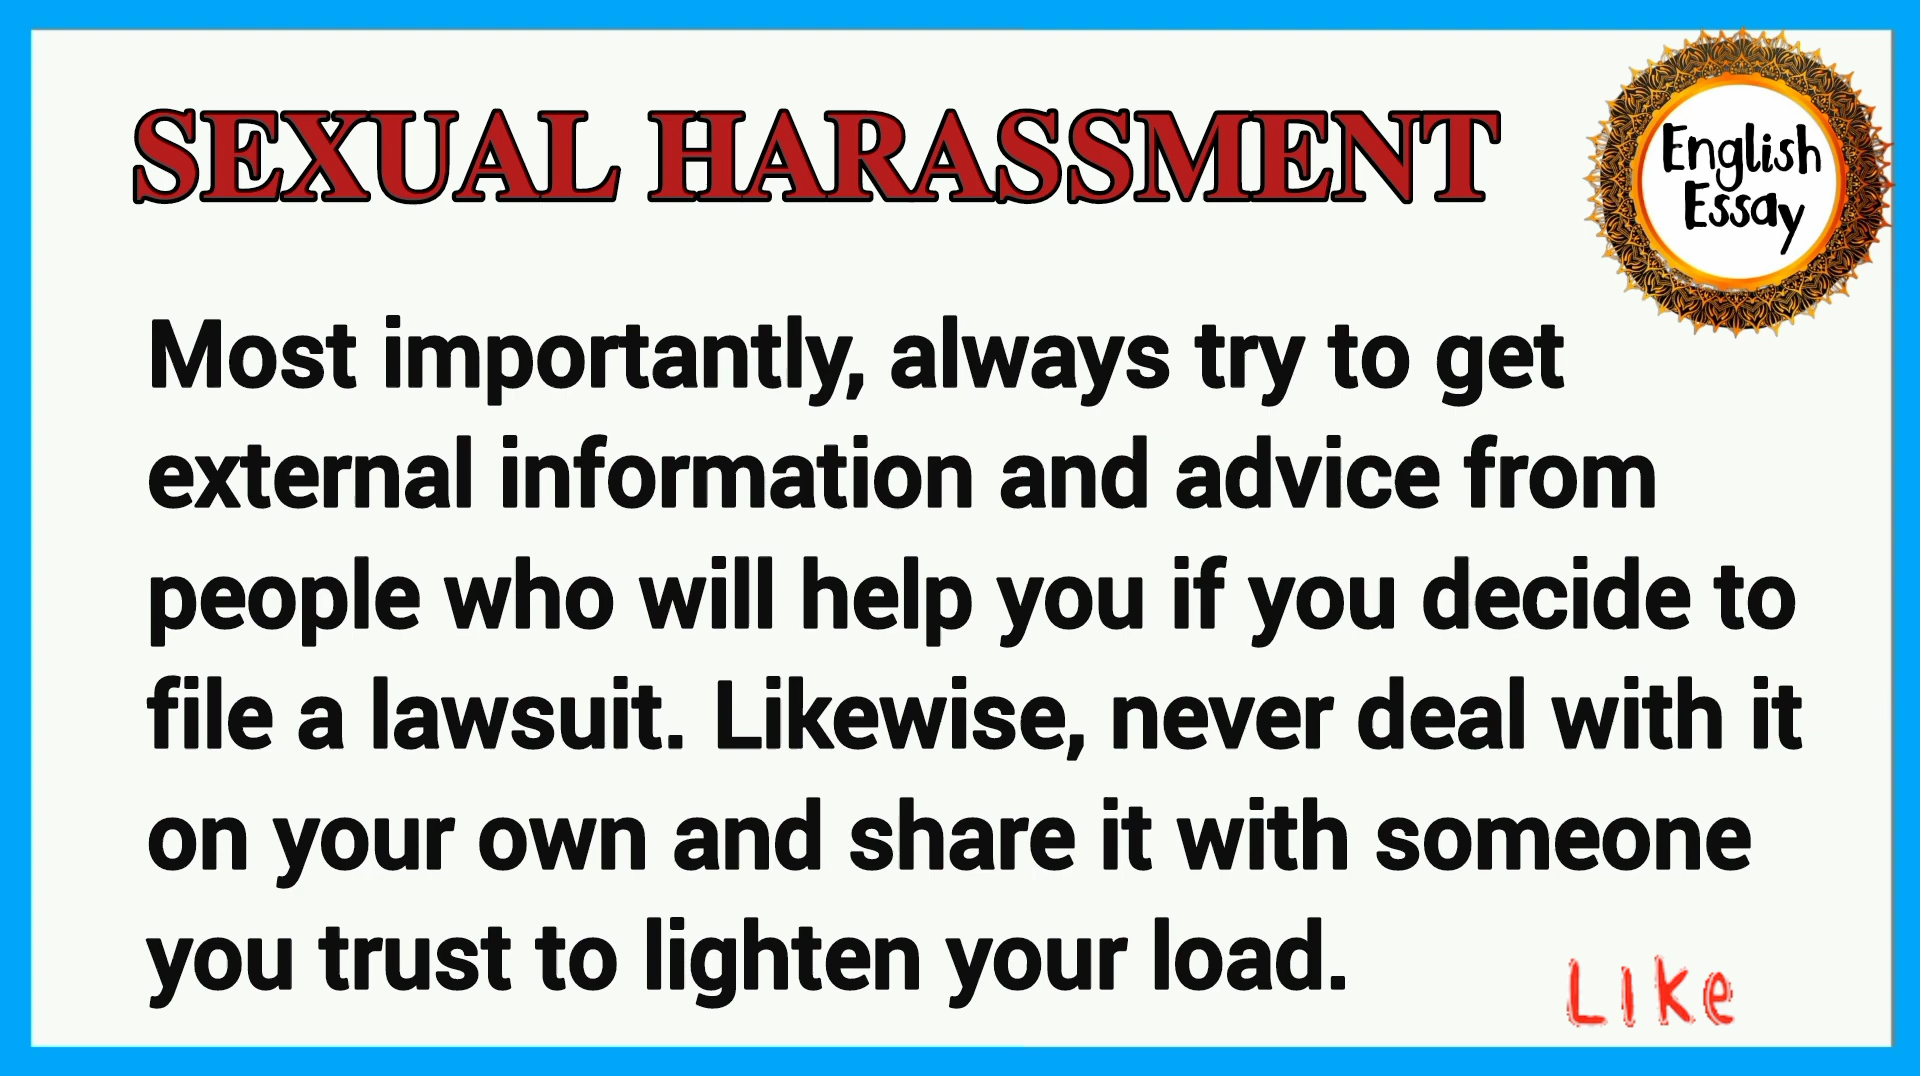 SEXUAL HARASSMENT
English
Essay
Most importantly, always try to get
external information and advice from
people who will help you if you decide to
file a lawsuit. Likewise, never deal with it
on your own and share it with someone
you trust to lighten your load.
LIke